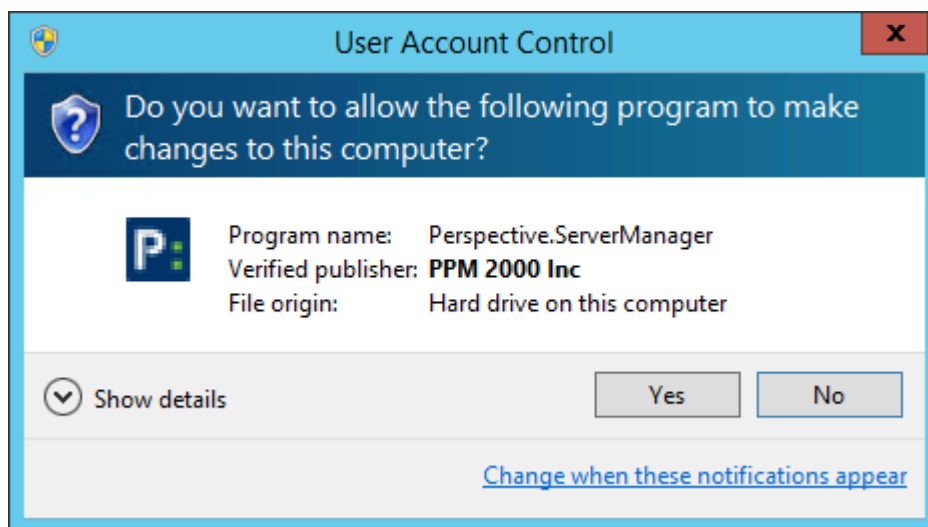 User Account Control
x
Do you want to allow the following program to make
changes to this computer?
P:
Program name: Perspective.ServerManager
Verified publisher: PPM 2000 Inc
File origin: Hard drive on this computer
Show details
Yes
No
Change when these notifications appear